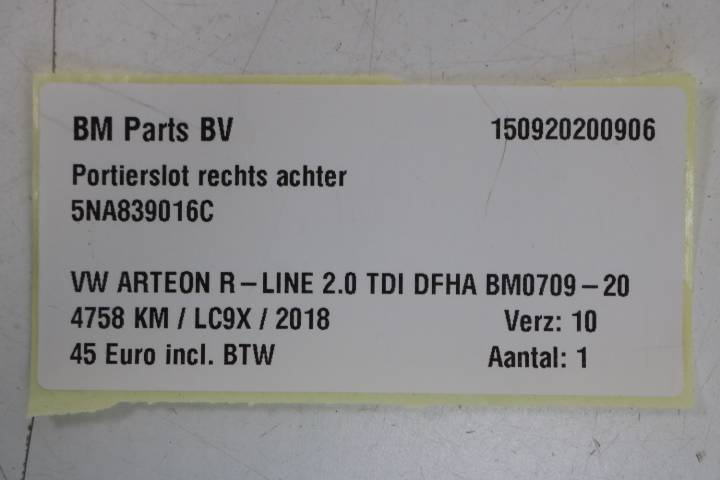 BM Parts BV 150920200906
Portierslot rechts achter
5NA839016C
VW ARTEON R-LINE 2.0 TDI DFHA BM0709-20
4758 KM / LC9X / 2018 Verz: 10
45 Euro incl. BTW Aantal: 1